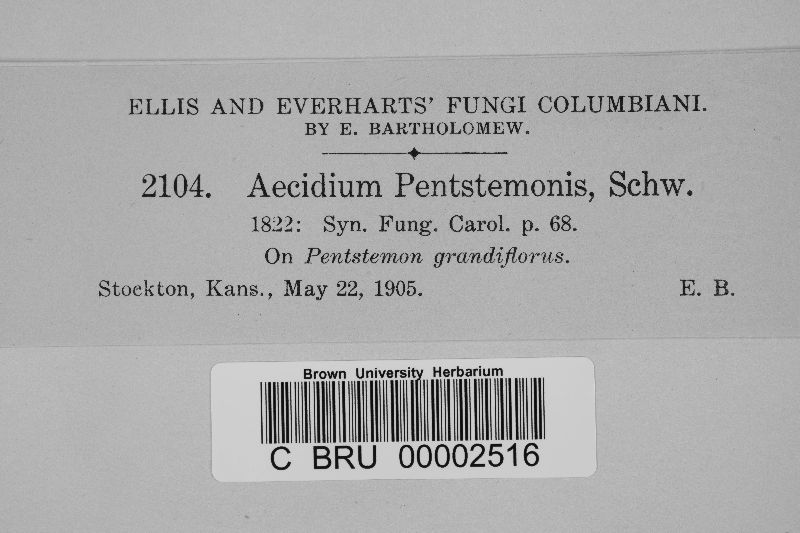 ELLIS AND EVERHARTS' FUNGI COLUMBIANI.
BY E. BARTHOLOMEW.
2104. Aecidium Pentstemonis, Schw.
1822: Syn. Fung. Carol. p. 68.
On Pentstemon grandiflorus.
Stockton, Kans., May 22, 1905. E. B.
Brown University Herbarium
C BRU 00002516